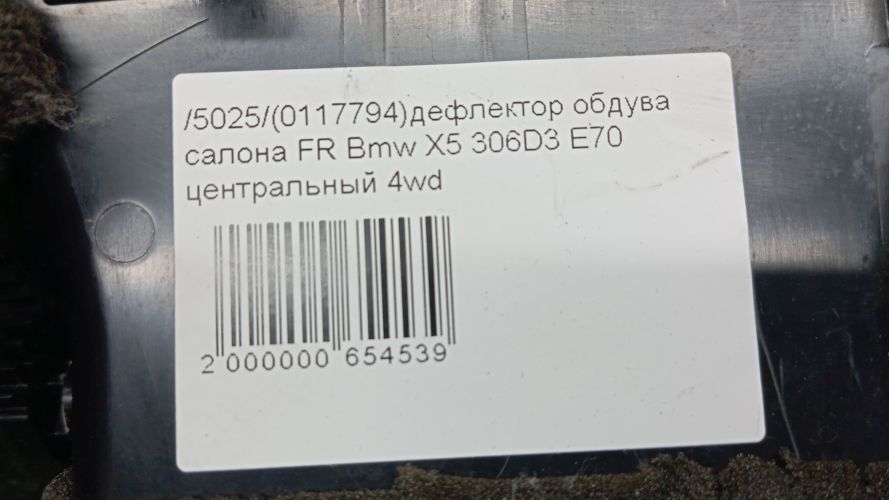 /5025/(0117794)дефлектор обдува
салона FR Bmw X5 306D3 E70
центральный 4wd
2 000000 654539